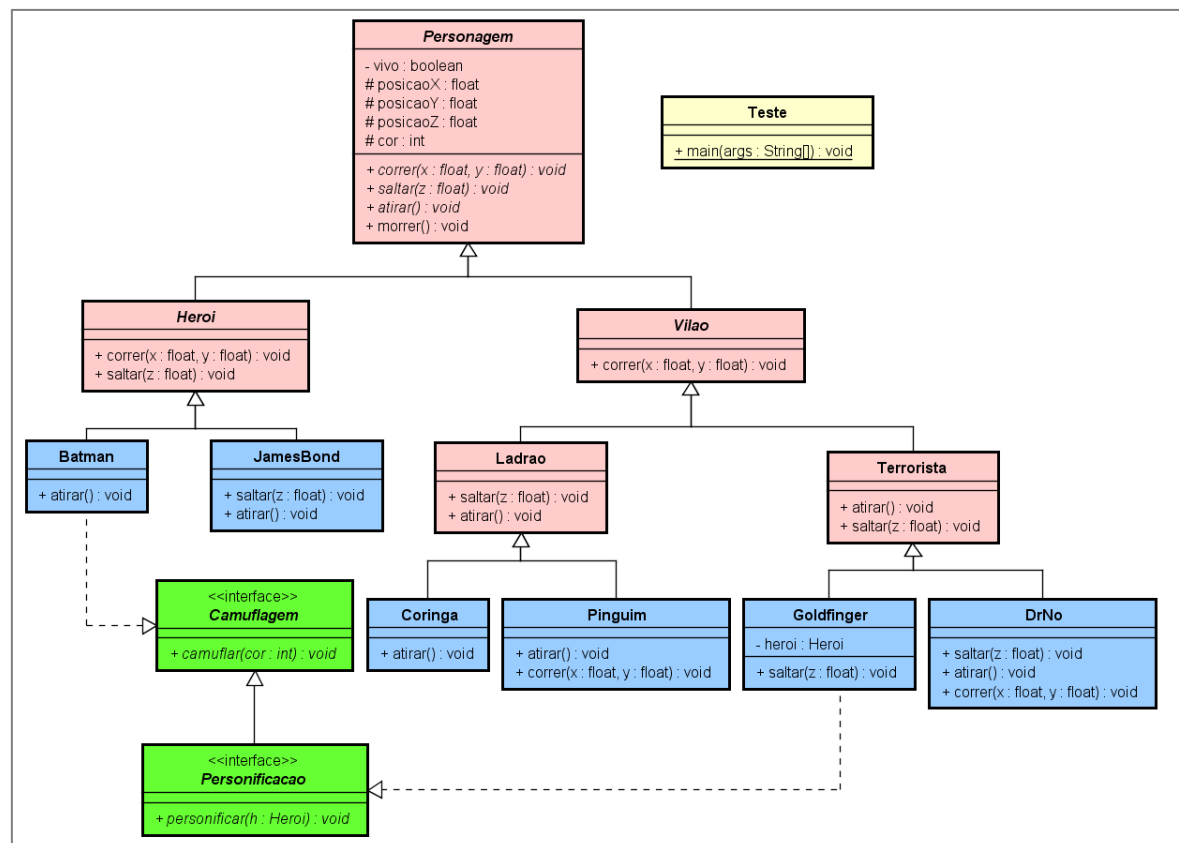 Personagem
- vivo : boolean
# posicaoX : float
# posicaoY : float
# posicaoZ : float
# cor : int
+ correr(x : float, y : float) : void
+ saltar(z : float) : void
+ atirar() : void
+ morrer() : void
Teste
+ main(args : String[]) : void
Heroi
+ correr(x : float, y : float) : void
+ saltar(z : float) : void
Vilao
+ correr(x : float, y : float) : void
Batman
+ atirar() : void
JamesBond
+ saltar(z : float) : void
+ atirar() : void
Ladrao
+ saltar(z : float) : void
+ atirar() : void
Terrorista
+ atirar() : void
+ saltar(z : float) : void
<<interface>>
Camuflagem
+ camuflar(cor : int) : void
Coringa
+ atirar() : void
Pinguim
+ atirar() : void
+ correr(x : float, y : float) : void
Goldfinger
- heroi : Heroi
+ saltar(z : float) : void
DrNo
+ saltar(z : float) : void
+ atirar() : void
+ correr(x : float, y : float) : void
<<interface>>
Personificacao
+ personificar(h : Heroi) : void